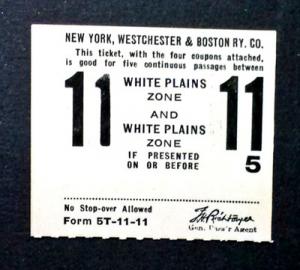 NEW YORK, WESTCHESTER & BOSTON RY. CO.
This ticket, with the four coupons attached,
is good for five continuous passages between
11 WHITE PLAINS 11
ZONE
AND
WHITE PLAINS
ZONE
IF PRESENTED 5
ON OR BEFORE
No Stop-over Allowed
Form 5T-11-11
Gen. Pass'r Agent